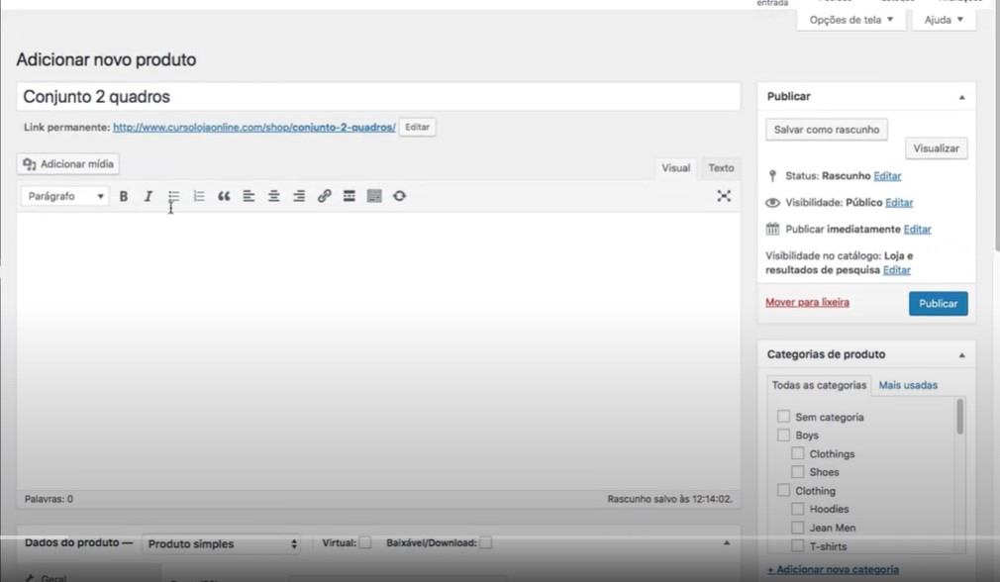 entrada
Opções de tela
Ajuda
Adicionar novo produto
Conjunto 2 quadros
Link permanente: http://www.cursolojaonline.com/shop/conjunto-2-quadros/ Editar
Adicionar mídia
Visual
Texto
Parágrafo
B I
Palavras: 0
Rascunho salvo às 12:14:02.
Dados do produto —
Produto simples
Virtual:
Baixável/Download:
Geral
Publicar
Salvar como rascunho
Visualizar
Status: Rascunho Editar
Visibilidade: Público Editar
Publicar imediatamente Editar
Visibilidade no catálogo: Loja e
resultados de pesquisa Editar
Mover para lixeira
Publicar
Categorias de produto
Todas as categorias
Mais usadas
Sem categoria
Boys
Clothings
Shoes
Clothing
Hoodies
Jean Men
T-shirts
+ Adicionar nova categoria